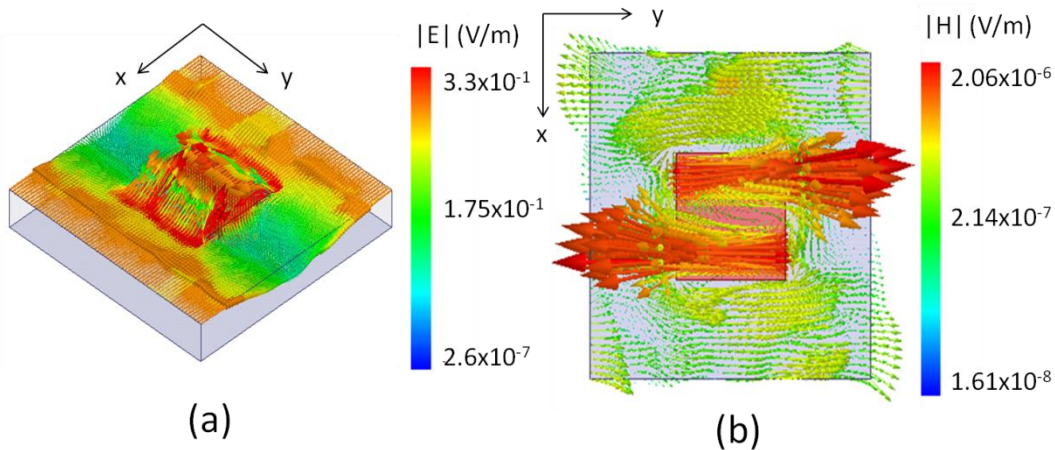 x
y
|E| (V/m)
3.3x10⁻¹
1.75x10⁻¹
2.6x10⁻⁷
(a)
y
x
|H| (V/m)
2.06x10⁻⁶
2.14x10⁻⁷
1.61x10⁻⁸
(b)